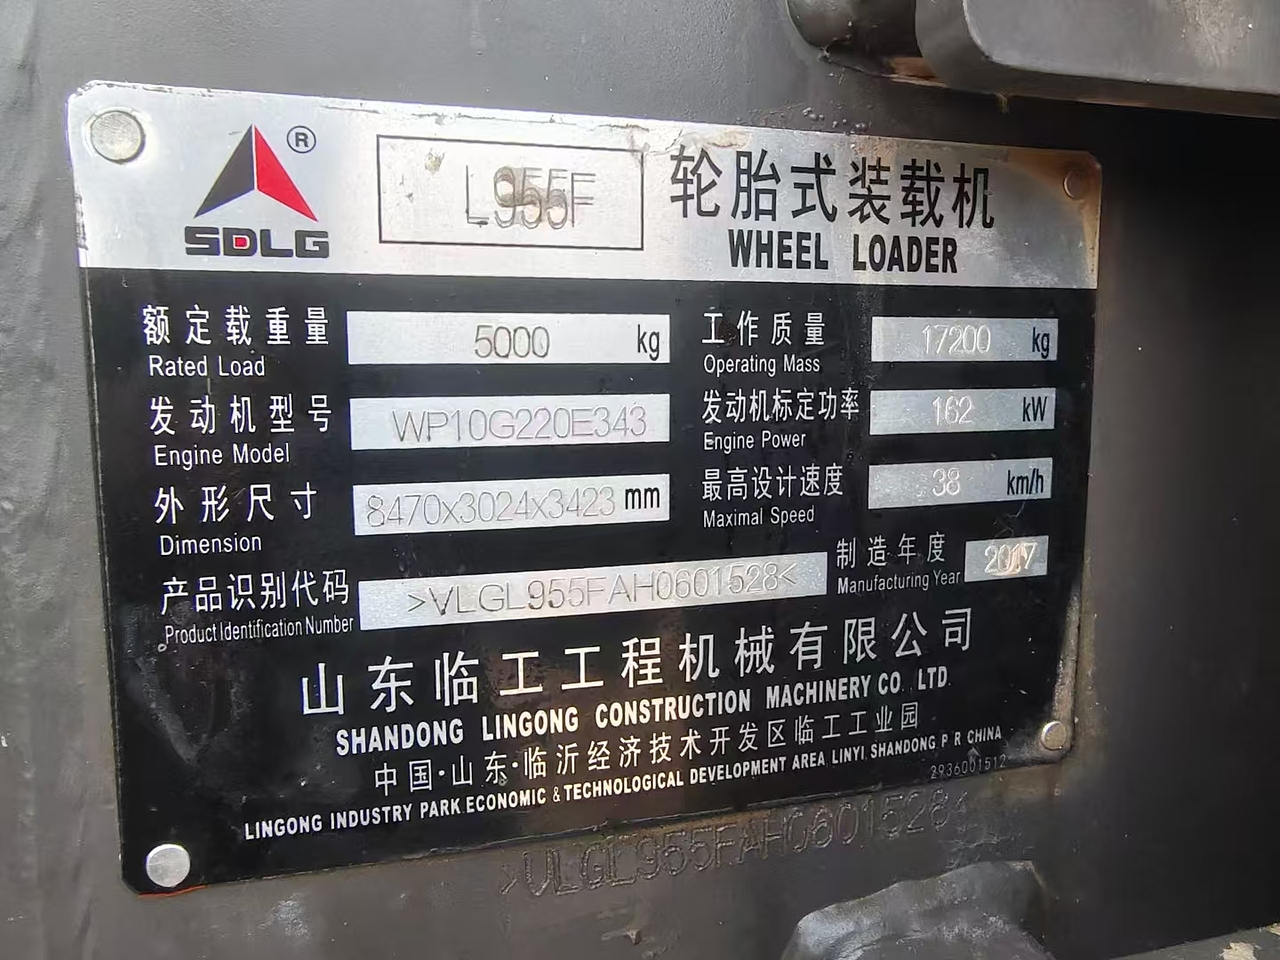 ®
SDLG
L955F
轮胎式装载机
WHEEL LOADER
额定载重量 5000 kg
Rated Load
工作质量 17200 kg
Operating Mass
发动机型号 WP10G220E343
Engine Model
发动机标定功率 162 kW
Engine Power
外形尺寸 8470x3024x3423 mm
Dimension
最高设计速度 38 km/h
Maximal Speed
产品识别代码 >VLGL955FAH0601528<
Product Identification Number
制造年度 2017
Manufacturing Year
山东临工工程机械有限公司
SHANDONG LINGONG CONSTRUCTION MACHINERY CO. LTD
中国·山东·临沂经济技术开发区临工工业园
LINGONG INDUSTRY PARK ECONOMIC & TECHNOLOGICAL DEVELOPMENT AREA LINYI SHANDONG P R CHINA
2936001512
>VLGL955FAH0601528<